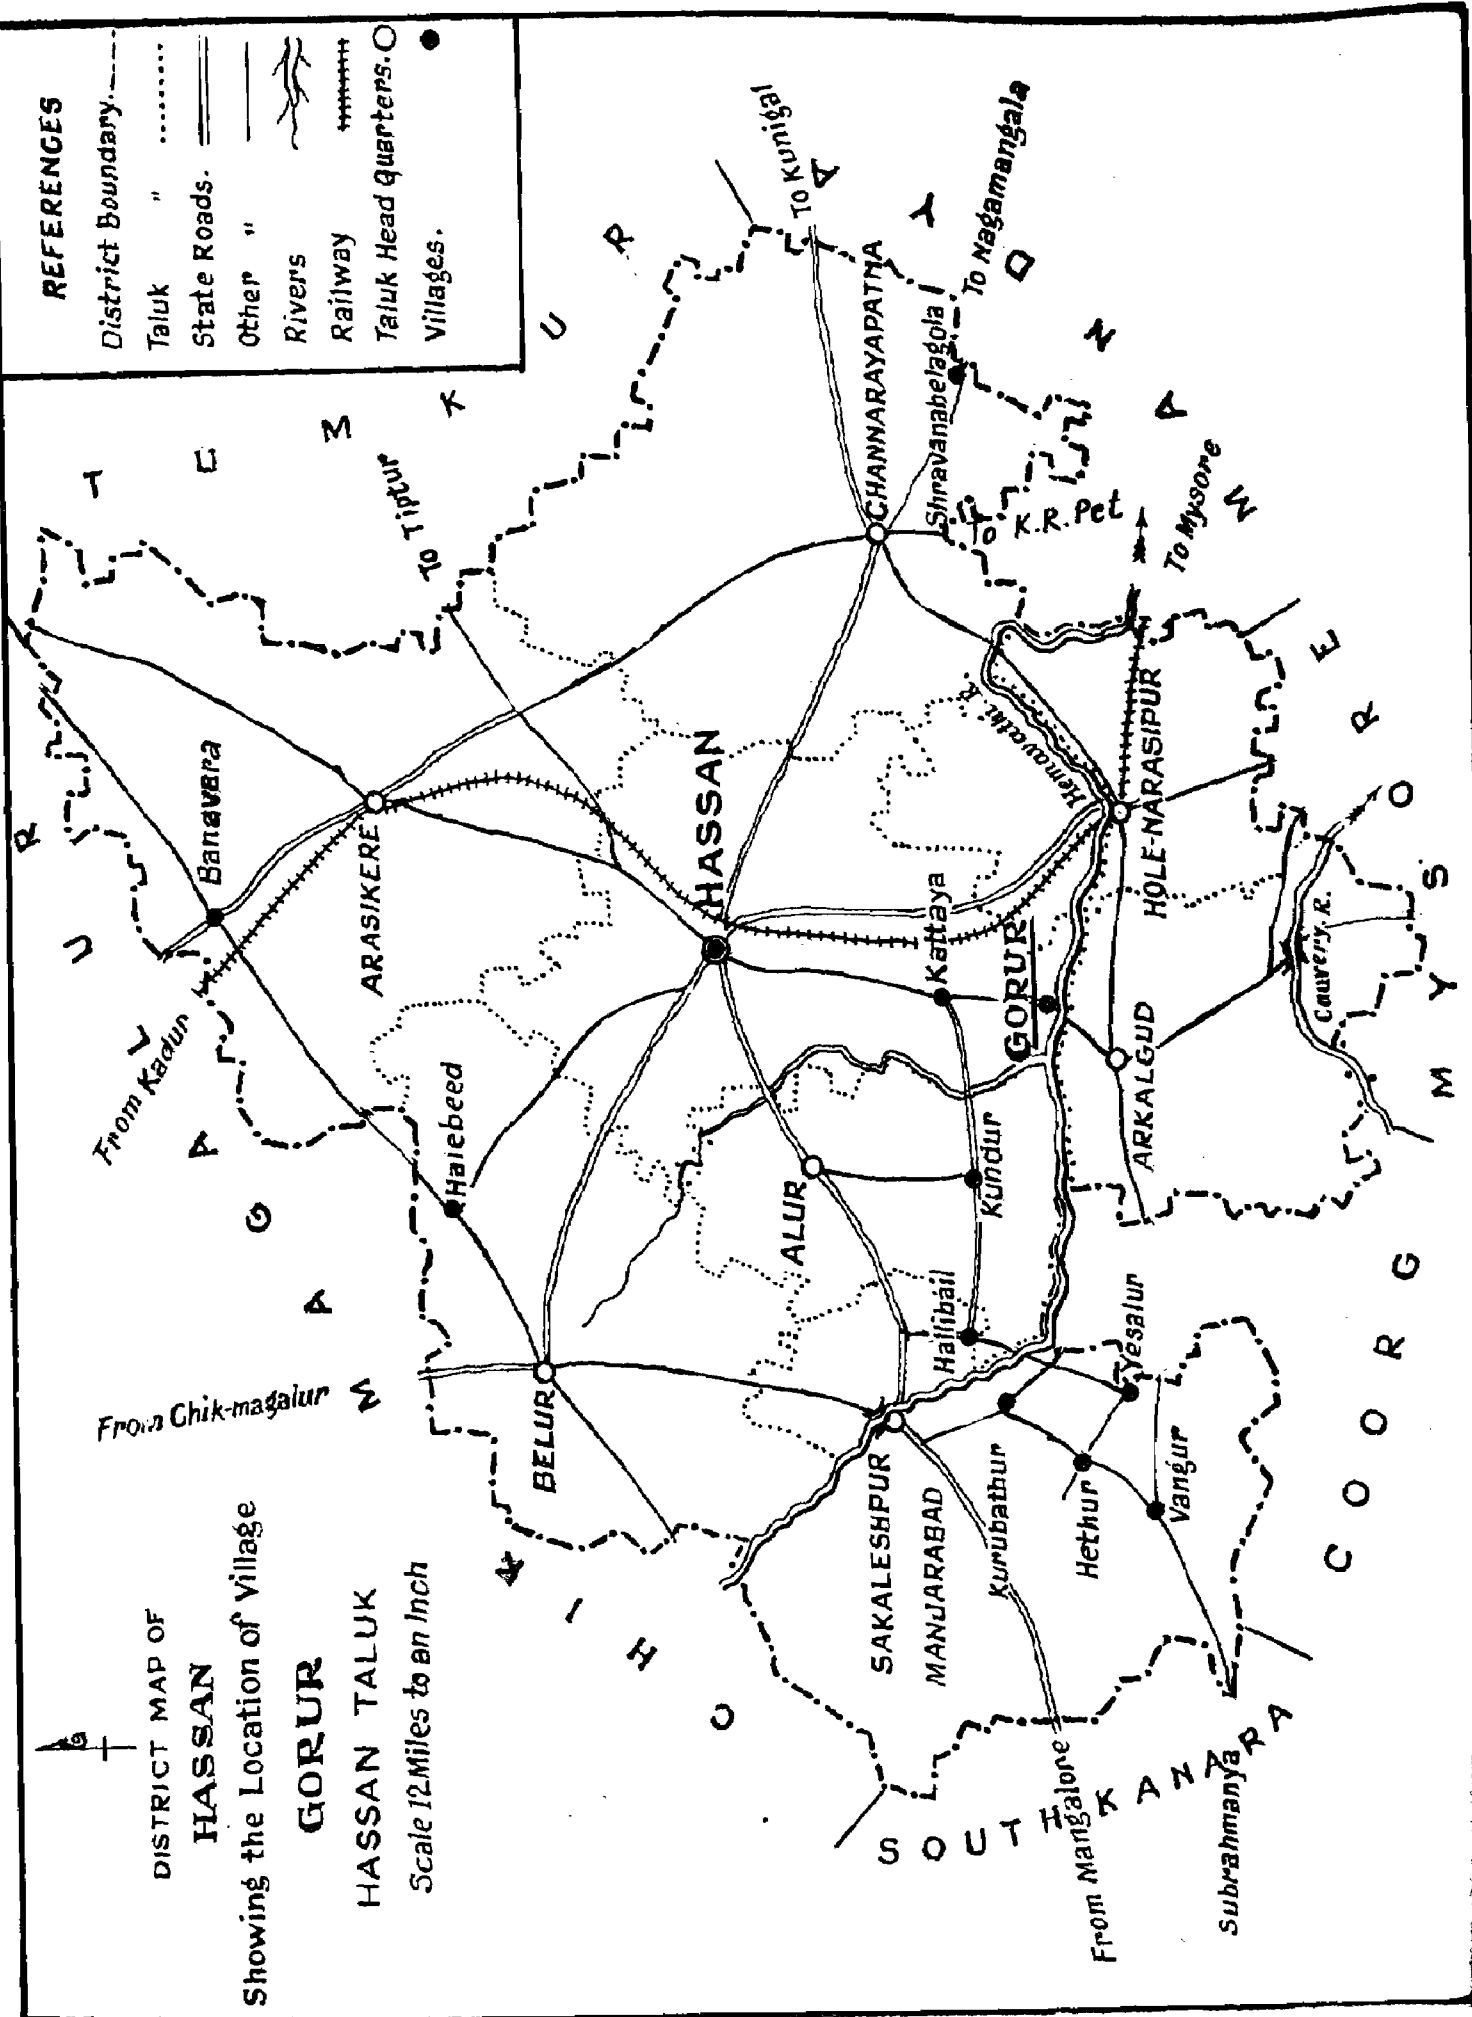 DISTRICT MAP OF
HASSAN
Showing the Location of Village
GORUR
HASSAN TALUK
Scale 12 Miles to an Inch
REFERENCES
District Boundary.
Taluk "
State Roads.
Other "
Rivers
Railway
Taluk Head Quarters.
Villages.
CHIKMAGALUR
TUMKUR
MANDYA
MYSORE
COORG
SOUTH KANARA
From Chik-magalur
From Kadur
To Tiptur
To Kunigal
To Nagamangala
To K.R. Pet
To Mysore
From Mangalore
Subrahmanya
Banavara
ARASIKERE
Halebeed
BELUR
HASSAN
CHANNARAYAPATNA
Shravanabelagola
ALUR
Kattaya
GORUR
Kundur
Hallibail
Hemavathi. R.
HOLE-NARASIPUR
ARKALGUD
Cauvery. R.
SAKALESHPUR
MANJARABAD
Kurubathur
Yesalur
Hethur
Vangur